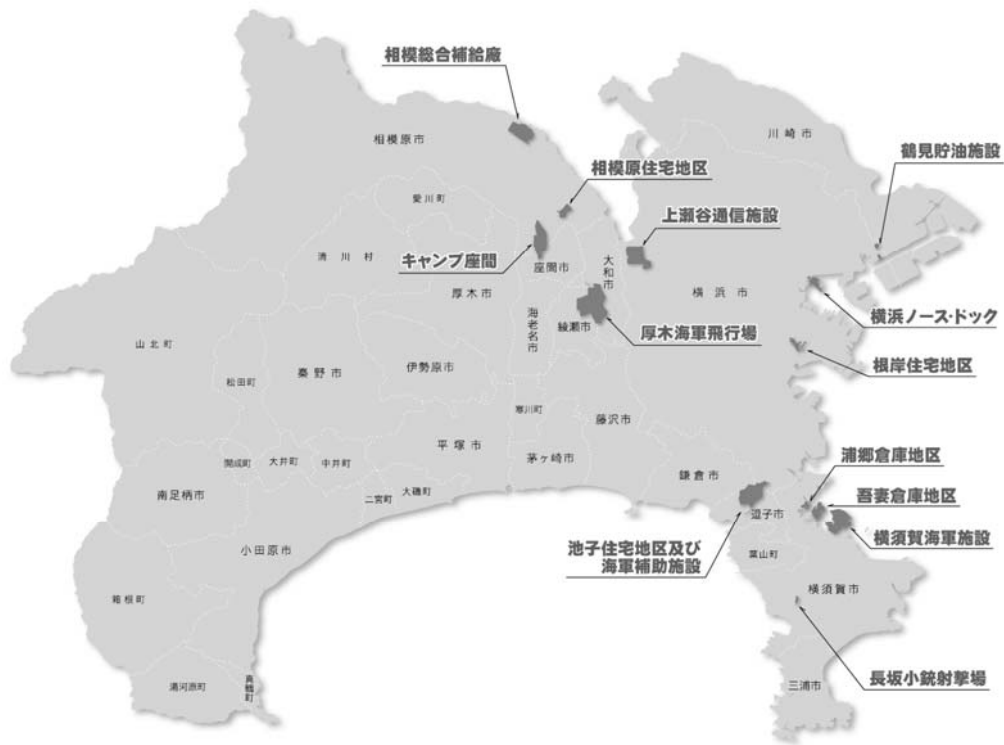 相模総合補給廠
川崎市
相模原市
鶴見貯油施設
相模原住宅地区
愛川町
上瀬谷通信施設
清川村
キャンプ座間
座間市
大和市
厚木市
横浜市
横浜ノース・ドック
海老名市
綾瀬市
厚木海軍飛行場
山北町
根岸住宅地区
松田町
秦野市
伊勢原市
寒川町
藤沢市
平塚市
茅ヶ崎市
開成町
大井町
中井町
鎌倉市
浦郷倉庫地区
南足柄市
二宮町
大磯町
吾妻倉庫地区
逗子市
横須賀海軍施設
小田原市
池子住宅地区及び
海軍補助施設
葉山町
箱根町
横須賀市
湯河原町
真鶴町
三浦市
長坂小銃射撃場